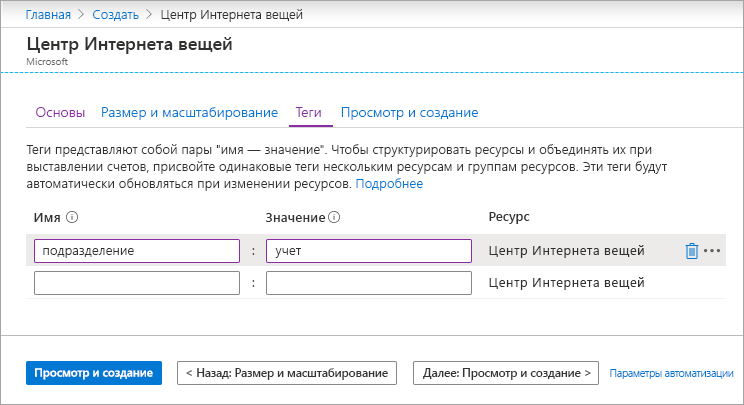 Главная > Создать > Центр Интернета вещей
Центр Интернета вещей
Microsoft
Основы Размер и масштабирование Теги Просмотр и создание
Теги представляют собой пары "имя — значение". Чтобы структурировать ресурсы и объединять их при
выставлении счетов, присвойте одинаковые теги нескольким ресурсам и группам ресурсов. Эти теги будут
автоматически обновляться при изменении ресурсов. Подробнее
Имя Значение Ресурс
подразделение : учет Центр Интернета вещей
: Центр Интернета вещей
Просмотр и создание < Назад: Размер и масштабирование Далее: Просмотр и создание > Параметры автоматизации